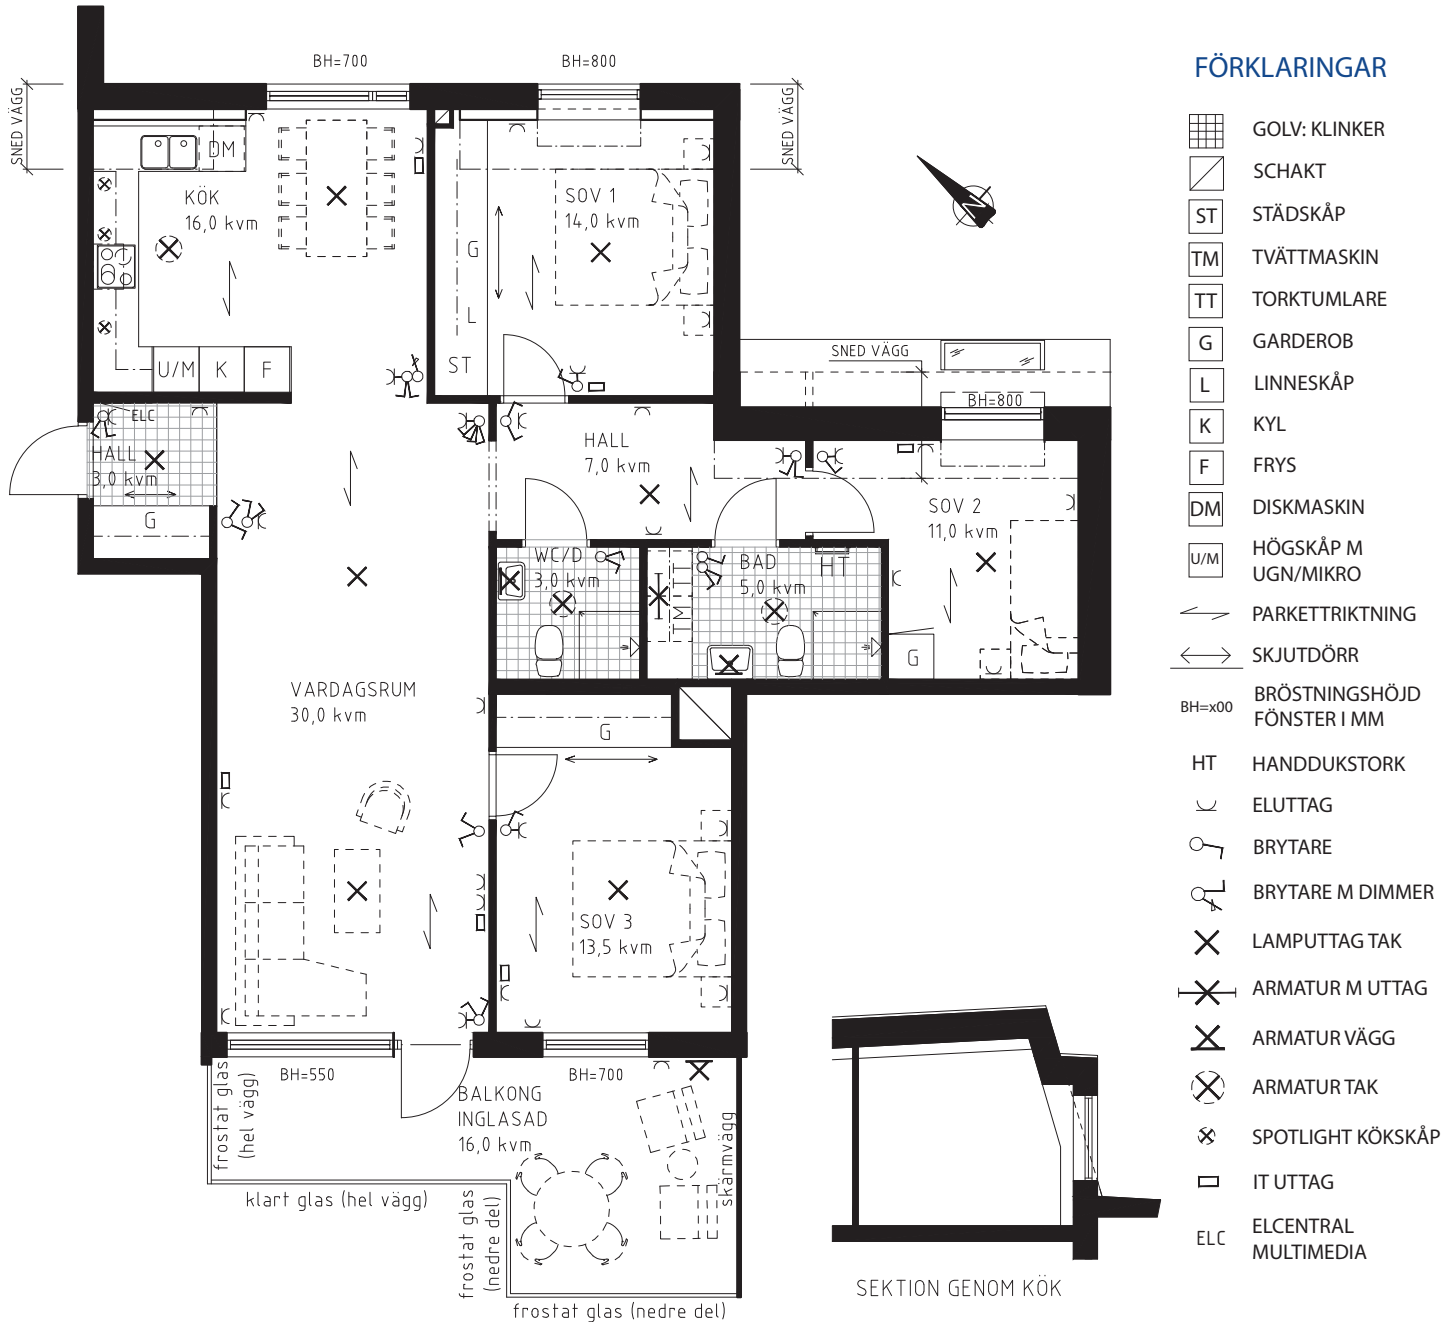 BH=700
BH=800
SNED VÄGG
SNED VÄGG
DM
KÖK
16,0 kvm
SOV 1
14,0 kvm
G
L
ST
U/M
K
F
N
SNED VÄGG
BH=800
ELC
HALL
3,0 kvm
G
HALL
7,0 kvm
SOV 2
11,0 kvm
WC/D
3,0 kvm
TM
TT
BAD
5,0 kvm
HT
G
VARDAGSRUM
30,0 kvm
G
SOV 3
13,5 kvm
BH=550
BH=700
BALKONG
INGLASAD
16,0 kvm
frostat glas
(hel vägg)
klart glas (hel vägg)
frostat glas
(nedre del)
skärmvägg
frostat glas (nedre del)
SEKTION GENOM KÖK
FÖRKLARINGAR
GOLV: KLINKER
SCHAKT
ST STÄDSKÅP
TM TVÄTTMASKIN
TT TORKTUMLARE
G GARDEROB
L LINNESKÅP
K KYL
F FRYS
DM DISKMASKIN
U/M HÖGSKÅP M
UGN/MIKRO
PARKETTRIKTNING
SKJUTDÖRR
BH=x00 BRÖSTNINGSHÖJD
FÖNSTER I MM
HT HANDDUKSTORK
ELUTTAG
BRYTARE
BRYTARE M DIMMER
LAMPUTTAG TAK
ARMATUR M UTTAG
ARMATUR VÄGG
ARMATUR TAK
SPOTLIGHT KÖKSKÅP
IT UTTAG
ELC ELCENTRAL
MULTIMEDIA